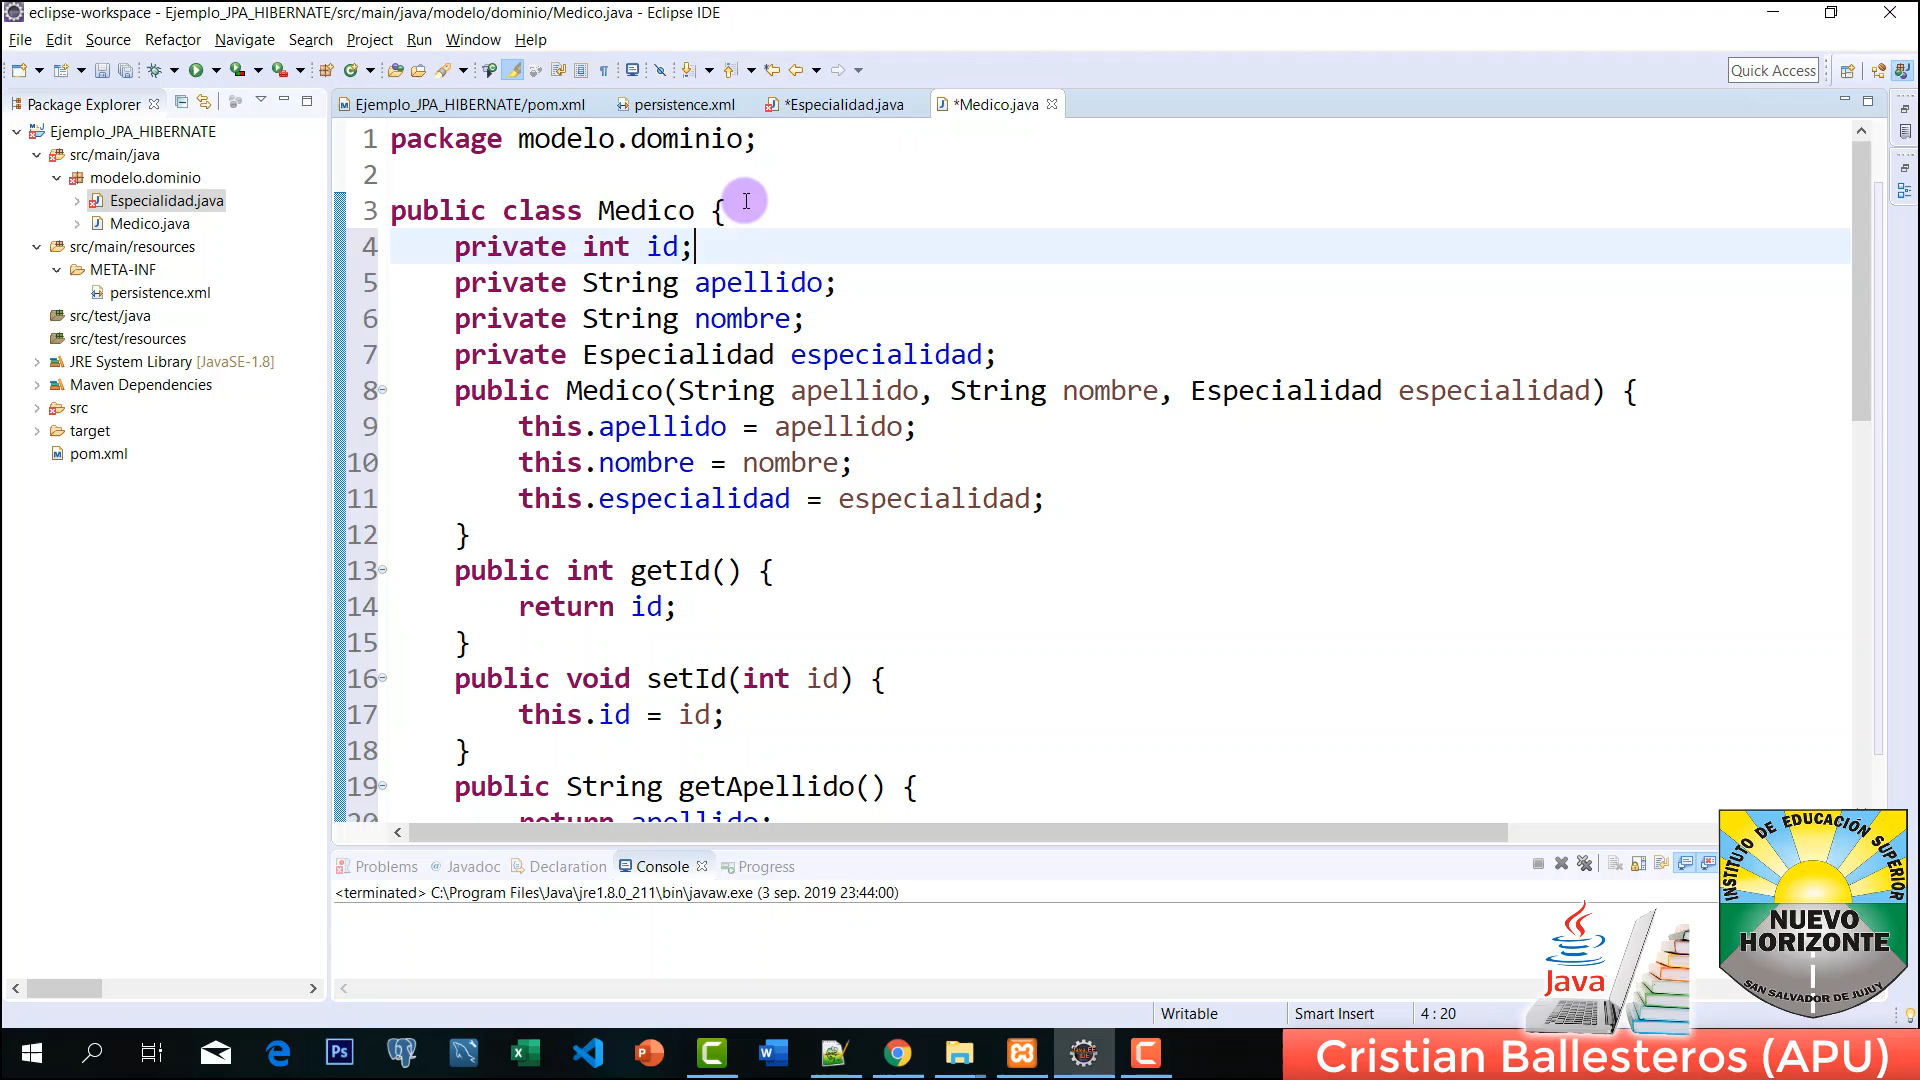 eclipse-workspace - Ejemplo_JPA_HIBERNATE/src/main/java/modelo/dominio/Medico.java - Eclipse IDE
File Edit Source Refactor Navigate Search Project Run Window Help
Quick Access
Package Explorer
Ejemplo_JPA_HIBERNATE
src/main/java
modelo.dominio
Especialidad.java
Medico.java
src/main/resources
META-INF
persistence.xml
src/test/java
src/test/resources
JRE System Library [JavaSE-1.8]
Maven Dependencies
src
target
pom.xml
Ejemplo_JPA_HIBERNATE/pom.xml persistence.xml *Especialidad.java *Medico.java
1 package modelo.dominio;
2
3 public class Medico {
4 private int id;
5 private String apellido;
6 private String nombre;
7 private Especialidad especialidad;
8 public Medico(String apellido, String nombre, Especialidad especialidad) {
9 this.apellido = apellido;
10 this.nombre = nombre;
11 this.especialidad = especialidad;
12 }
13 public int getId() {
14 return id;
15 }
16 public void setId(int id) {
17 this.id = id;
18 }
19 public String getApellido() {
20 return apellido;
Problems Javadoc Declaration Console Progress
<terminated> C:\Program Files\Java\jre1.8.0_211\bin\javaw.exe (3 sep. 2019 23:44:00)
Writable Smart Insert 4 : 20
Java
INSTITUTO DE EDUCACIÓN SUPERIOR
NUEVO
HORIZONTE
SAN SALVADOR DE JUJUY
Ps
Cristian Ballesteros (APU)